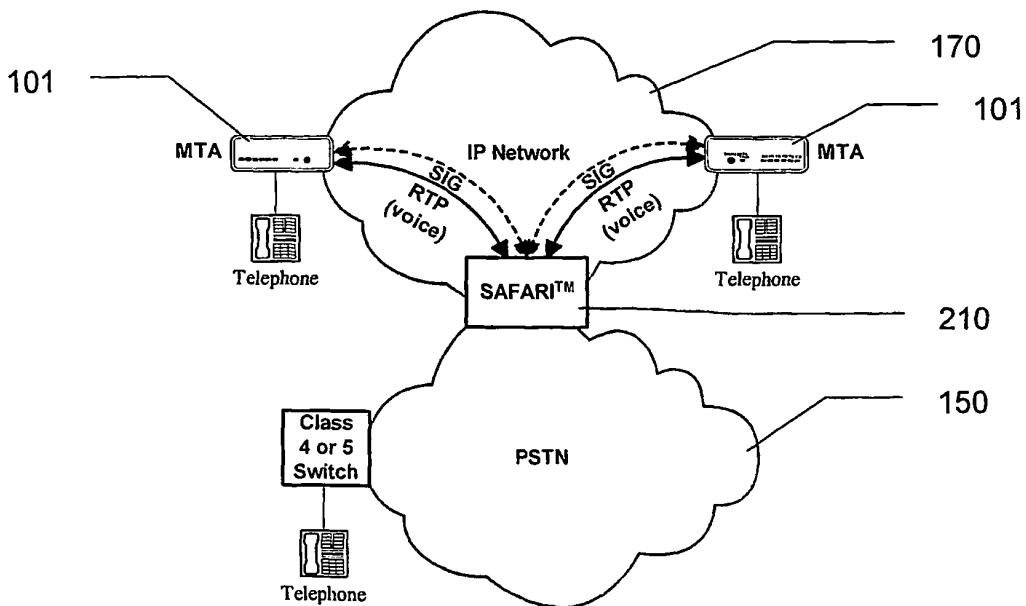 170
101
101
MTA
IP Network
MTA
SIG
SIG
RTP
(voice)
RTP
(voice)
Telephone
Telephone
SAFARI™
210
150
Class
4 or 5
Switch
PSTN
Telephone